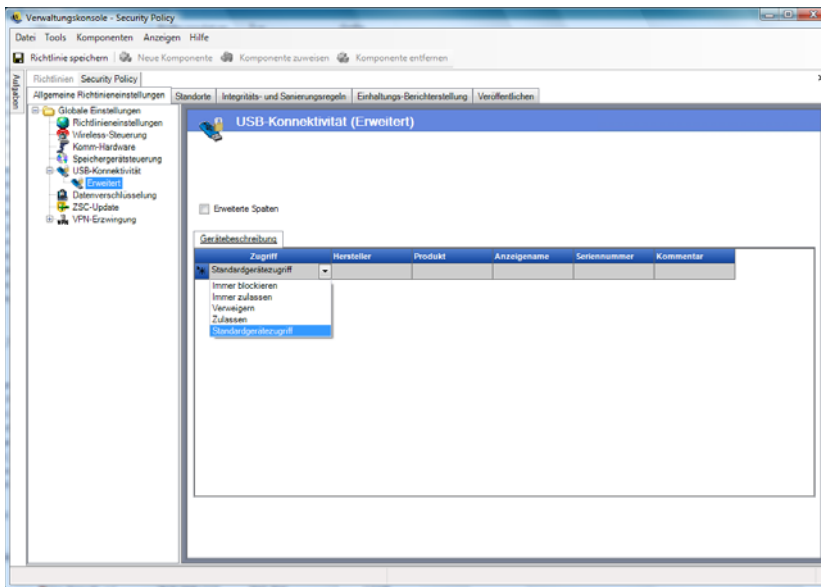 Verwaltungskonsole - Security Policy
Datei Tools Komponenten Anzeigen Hilfe
Richtlinie speichern Neue Komponente Komponente zuweisen Komponente entfernen
Aufgaben
Richtlinien Security Policy
Allgemeine Richtlinieneinstellungen Standorte Integritäts- und Sanierungsregeln Einhaltungs-Berichterstellung Veröffentlichen
Globale Einstellungen
Richtlinieneinstellungen
Wireless-Steuerung
Komm-Hardware
Speichergerätsteuerung
USB-Konnektivität
Erweitert
Datenverschlüsselung
ZSC-Update
VPN-Erzwingung
USB-Konnektivität (Erweitert)
Erweiterte Spalten
Gerätebeschreibung
Zugriff Hersteller Produkt Anzeigename Seriennummer Kommentar
Standardgerätezugriff
Immer blockieren
Immer zulassen
Verweigern
Zulassen
Standardgerätezugriff